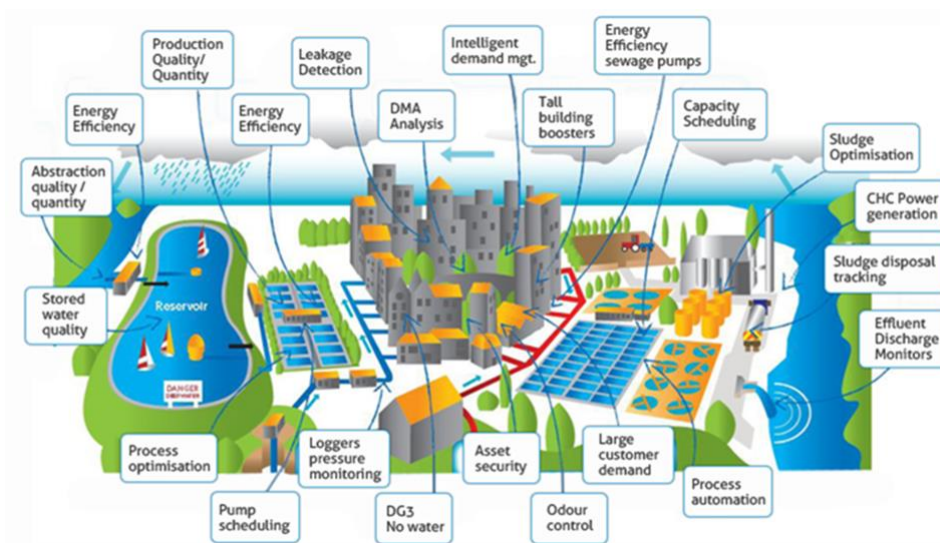 Production
Quality/
Quantity
Leakage
Detection
Intelligent
demand mgt.
Energy
Efficiency
sewage pumps
Energy
Efficiency
Energy
Efficiency
DMA
Analysis
Tall
building
boosters
Capacity
Scheduling
Sludge
Optimisation
Abstraction
quality /
quantity
CHC Power
generation
Stored
water
quality
Reservoir
Sludge disposal
tracking
Effluent
Discharge
Monitors
DANGER
DEEP WATER
Process
optimisation
Loggers
pressure
monitoring
Asset
security
Large
customer
demand
Process
automation
Pump
scheduling
DG3
No water
Odour
control